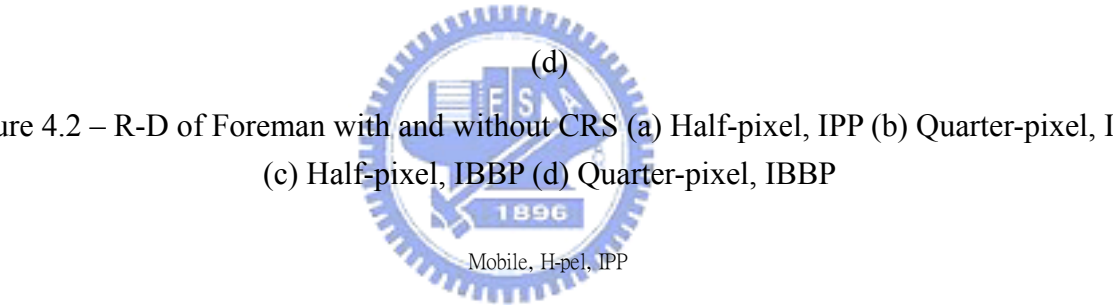 (d)
ure 4.2 – R-D of Foreman with and without CRS (a) Half-pixel, IPP (b) Quarter-pixel, I
(c) Half-pixel, IBBP (d) Quarter-pixel, IBBP
E S A
1896
Mobile, H-pel, IPP